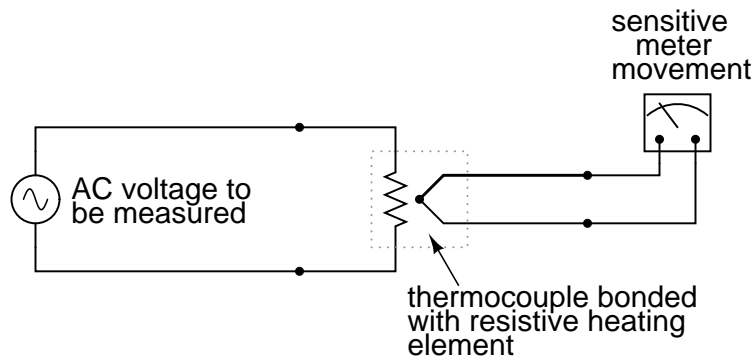 sensitive
meter
movement
AC voltage to
be measured
thermocouple bonded
with resistive heating
element